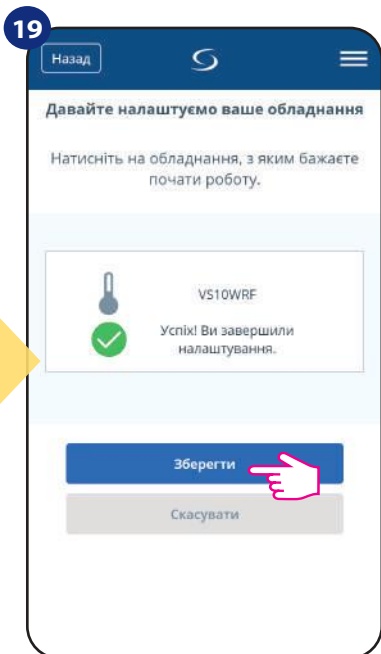 19
Назад
Давайте налаштуємо ваше обладнання
Натисніть на обладнання, з яким бажаєте
почати роботу.
VS10WRF
Успіх! Ви завершили
налаштування.
Зберегти
Скасувати